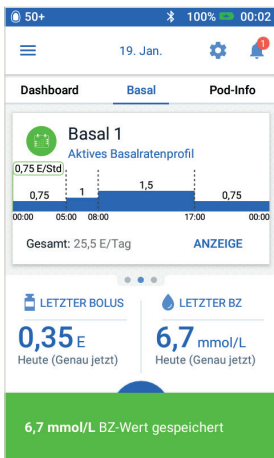 50+ 100% 00:02
19. Jan. 1
Dashboard Basal Pod-Info
Basal 1
Aktives Basalratenprofil
0,75 E/Std
0,75 1 1,5 0,75
00:00 05:00 08:00 17:00 00:00
Gesamt: 25,5 E/Tag ANZEIGE
LETZTER BOLUS LETZTER BZ
0,35 E 6,7 mmol/L
Heute (Genau jetzt) Heute (Genau jetzt)
6,7 mmol/L BZ-Wert gespeichert